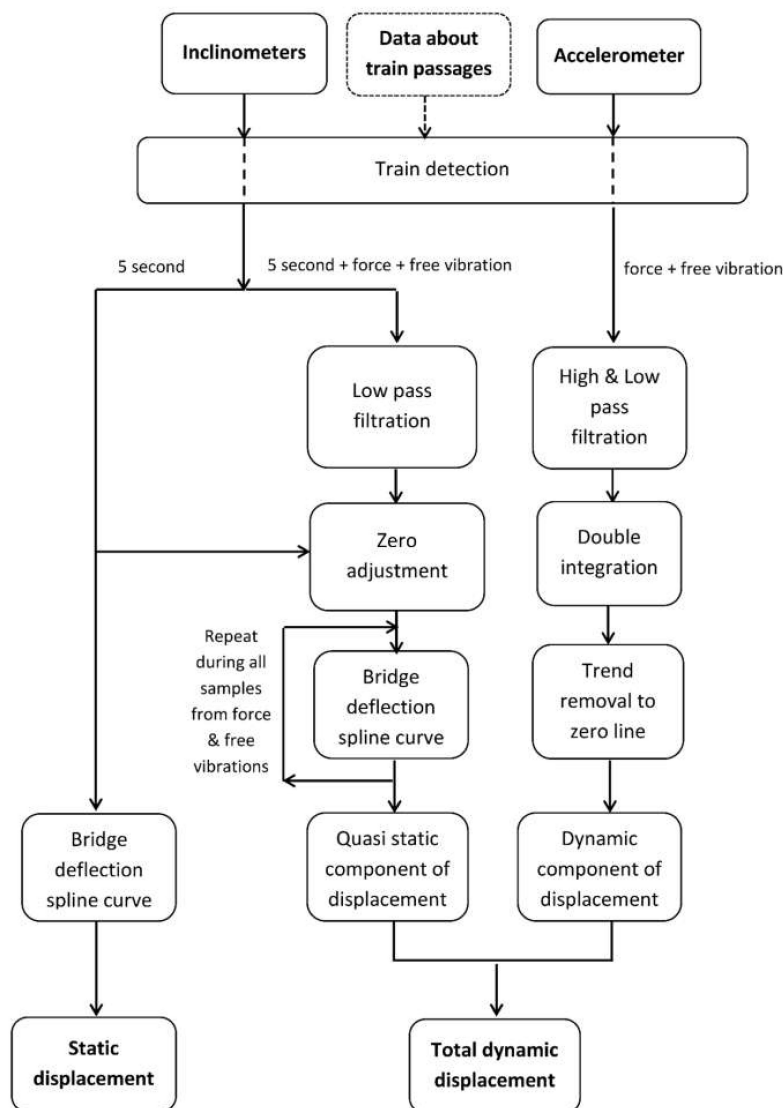 Inclinometers
Data about
train passages
Accelerometer
Train detection
5 second
5 second + force + free vibration
force + free vibration
Low pass
filtration
High & Low
pass
filtration
Zero
adjustment
Double
integration
Repeat
during all
samples
from force
& free
vibrations
Bridge
deflection
spline curve
Trend
removal to
zero line
Bridge
deflection
spline curve
Quasi static
component of
displacement
Dynamic
component of
displacement
Static
displacement
Total dynamic
displacement